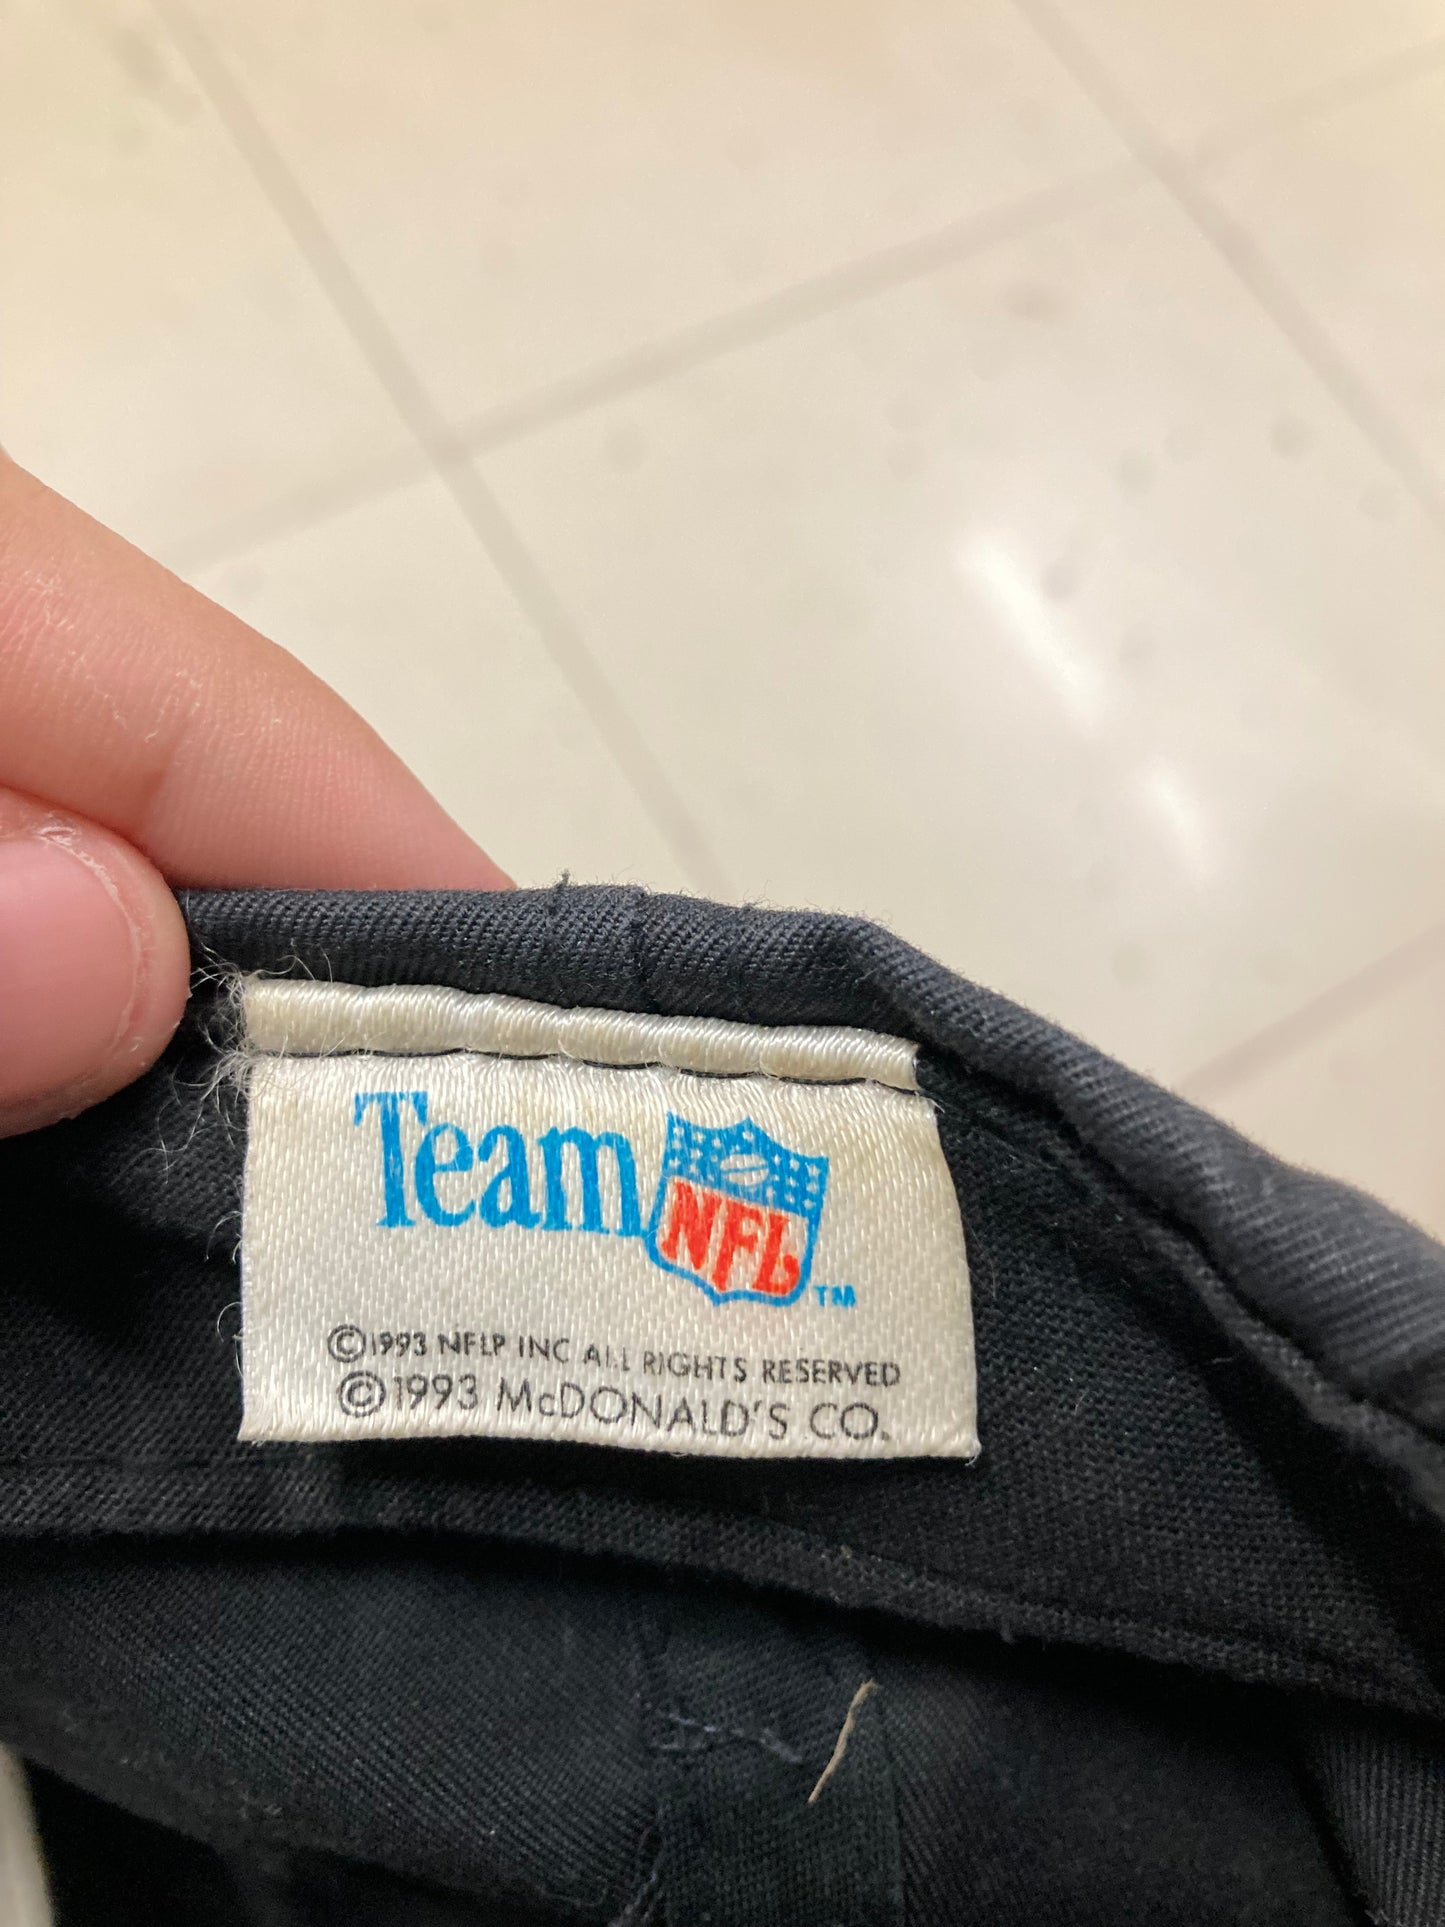 Team NFL TM
©1993 NFLP INC ALL RIGHTS RESERVED
©1993 McDONALD'S CO.